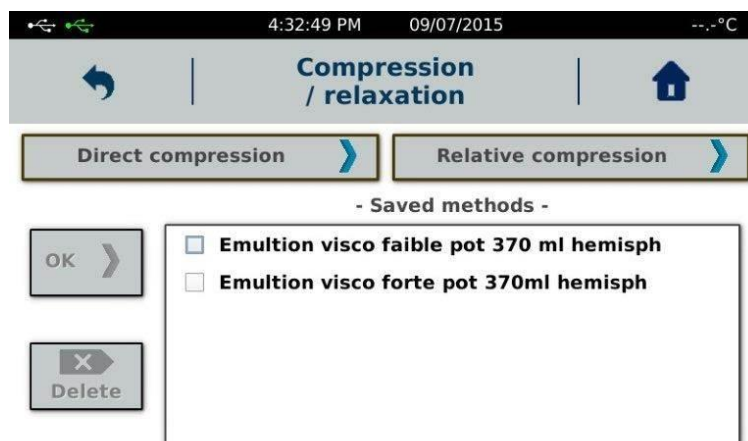 4:32:49 PM 09/07/2015 --.-°C
Compression
/ relaxation
Direct compression
Relative compression
- Saved methods -
OK
Emultion visco faible pot 370 ml hemisph
Emultion visco forte pot 370ml hemisph
Delete